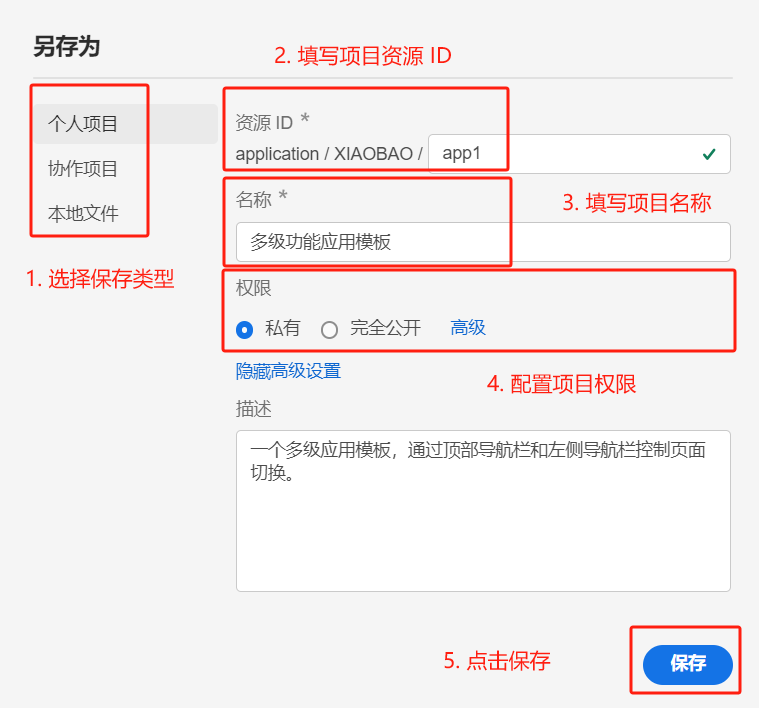 另存为
2. 填写项目资源 ID
个人项目
协作项目
本地文件
1. 选择保存类型
资源 ID *
application / XIAOBAO / app1
名称 *
3. 填写项目名称
多级功能应用模板
权限
私有 完全公开 高级
隐藏高级设置
4. 配置项目权限
描述
一个多级应用模板，通过顶部导航栏和左侧导航栏控制页面
切换。
5. 点击保存
保存